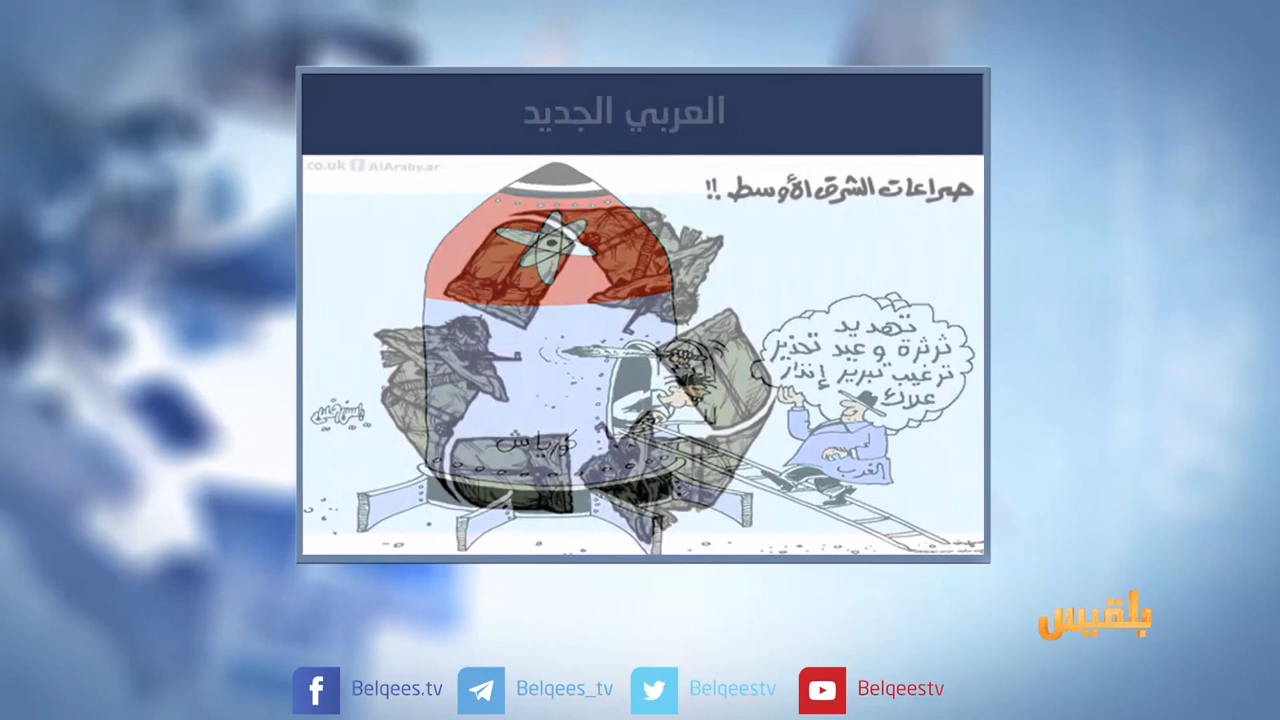 العربي الجديد
.co.uk AlAraby.ar
صراعات الشرق الأوسط..!!
تهديد
ثرثرة وعيد تحذير
ترغيب تبرير إنذار
علاك
الغرب
بلقيس
Belqees.tv Belqees_tv Belqeestv Belqeestv